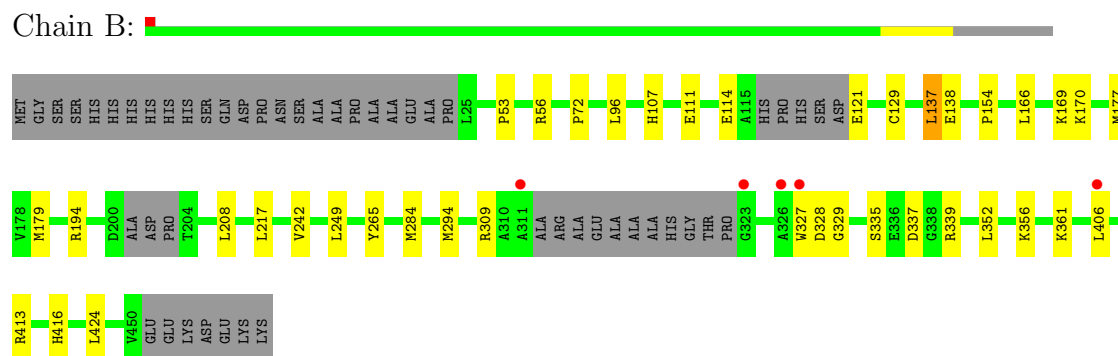 Chain B:
MET GLY SER SER HIS HIS HIS HIS HIS HIS SER GLN ASP PRO ASN SER ALA ALA PRO ALA ALA GLU ALA PRO L25 P53 R56 P72 L96 H107 E111 E114 A115 HIS PRO HIS SER ASP E121 C129 L137 E138 P154 L166 K169 K170 M177
V178 M179 R194 D200 ALA ASP PRO T204 L208 L217 V242 L249 Y265 M284 M294 R309 A310 A311 ALA ARG ALA GLU ALA ALA ALA HIS GLY THR PRO G323 A326 W327 D328 G329 S335 E336 D337 G338 R339 L352 K356 K361 L406
R413 H416 L424 V450 GLU GLU LYS ASP GLU LYS LYS